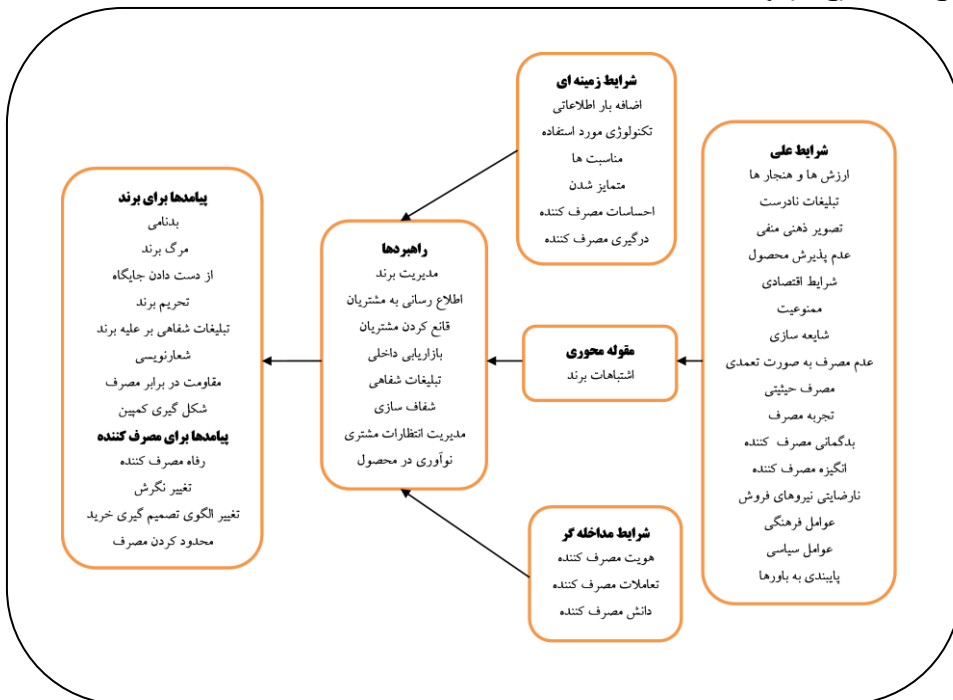 شرایط زمینه ای
اضافه بار اطلاعاتی
تکنولوژی مورد استفاده
مناسبت ها
متمایز شدن
احساسات مصرف کننده
درگیری مصرف کننده
شرایط علی
ارزش ها و هنجار ها
تبلیغات نادرست
تصویر ذهنی منفی
عدم پذیرش محصول
شرایط اقتصادی
ممنوعیت
شایعه سازی
عدم مصرف به صورت تعمدی
مصرف حیثیتی
تجربه مصرف
بدگمانی مصرف کننده
انگیزه مصرف کننده
نارضایتی نیروهای فروش
عوامل فرهنگی
عوامل سیاسی
پایبندی به باورها
مقوله محوری
اشتباهات برند
شرایط مداخله گر
هویت مصرف کننده
تعاملات مصرف کننده
دانش مصرف کننده
راهبردها
مدیریت برند
اطلاع رسانی به مشتریان
قانع کردن مشتریان
بازاریابی داخلی
تبلیغات شفاهی
شفاف سازی
مدیریت انتظارات مشتری
نوآوری در محصول
پیامدها برای برند
بدنامی
مرگ برند
از دست دادن جایگاه
تحریم برند
تبلیغات شفاهی بر علیه برند
شعارنویسی
مقاومت در برابر مصرف
شکل گیری کمپین
پیامدها برای مصرف کننده
رفاه مصرف کننده
تغییر نگرش
تغییر الگوی تصمیم گیری خرید
محدود کردن مصرف